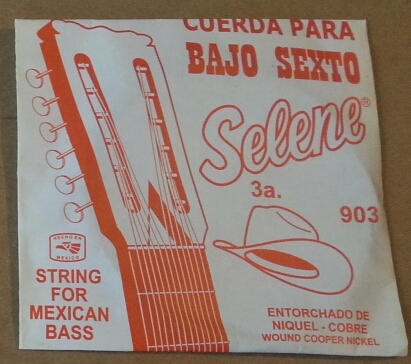 CUERDA PARA
BAJO SEXTO
Selene®
3a.
903
HECHO EN
MEXICO
STRING
FOR
MEXICAN
BASS
ENTORCHADO DE
NIQUEL - COBRE
WOUND COOPER NICKEL